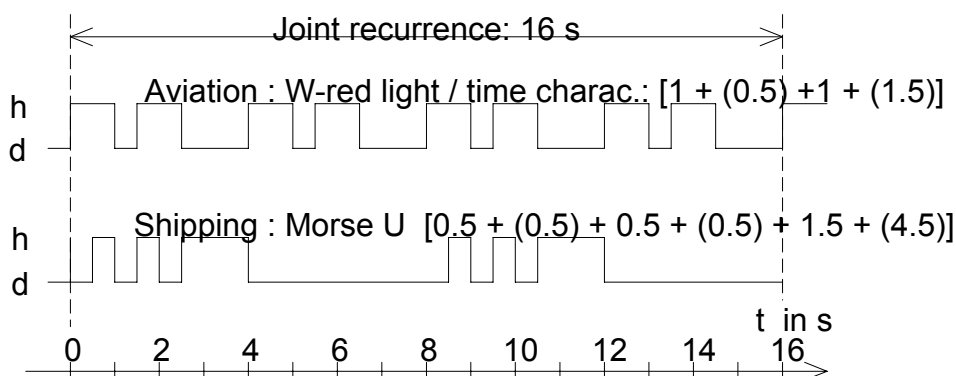 Joint recurrence: 16 s
Aviation : W-red light / time charac.: [1 + (0.5) +1 + (1.5)]
h
d
Shipping : Morse U [0.5 + (0.5) + 0.5 + (0.5) + 1.5 + (4.5)]
h
d
t in s
0 2 4 6 8 10 12 14 16